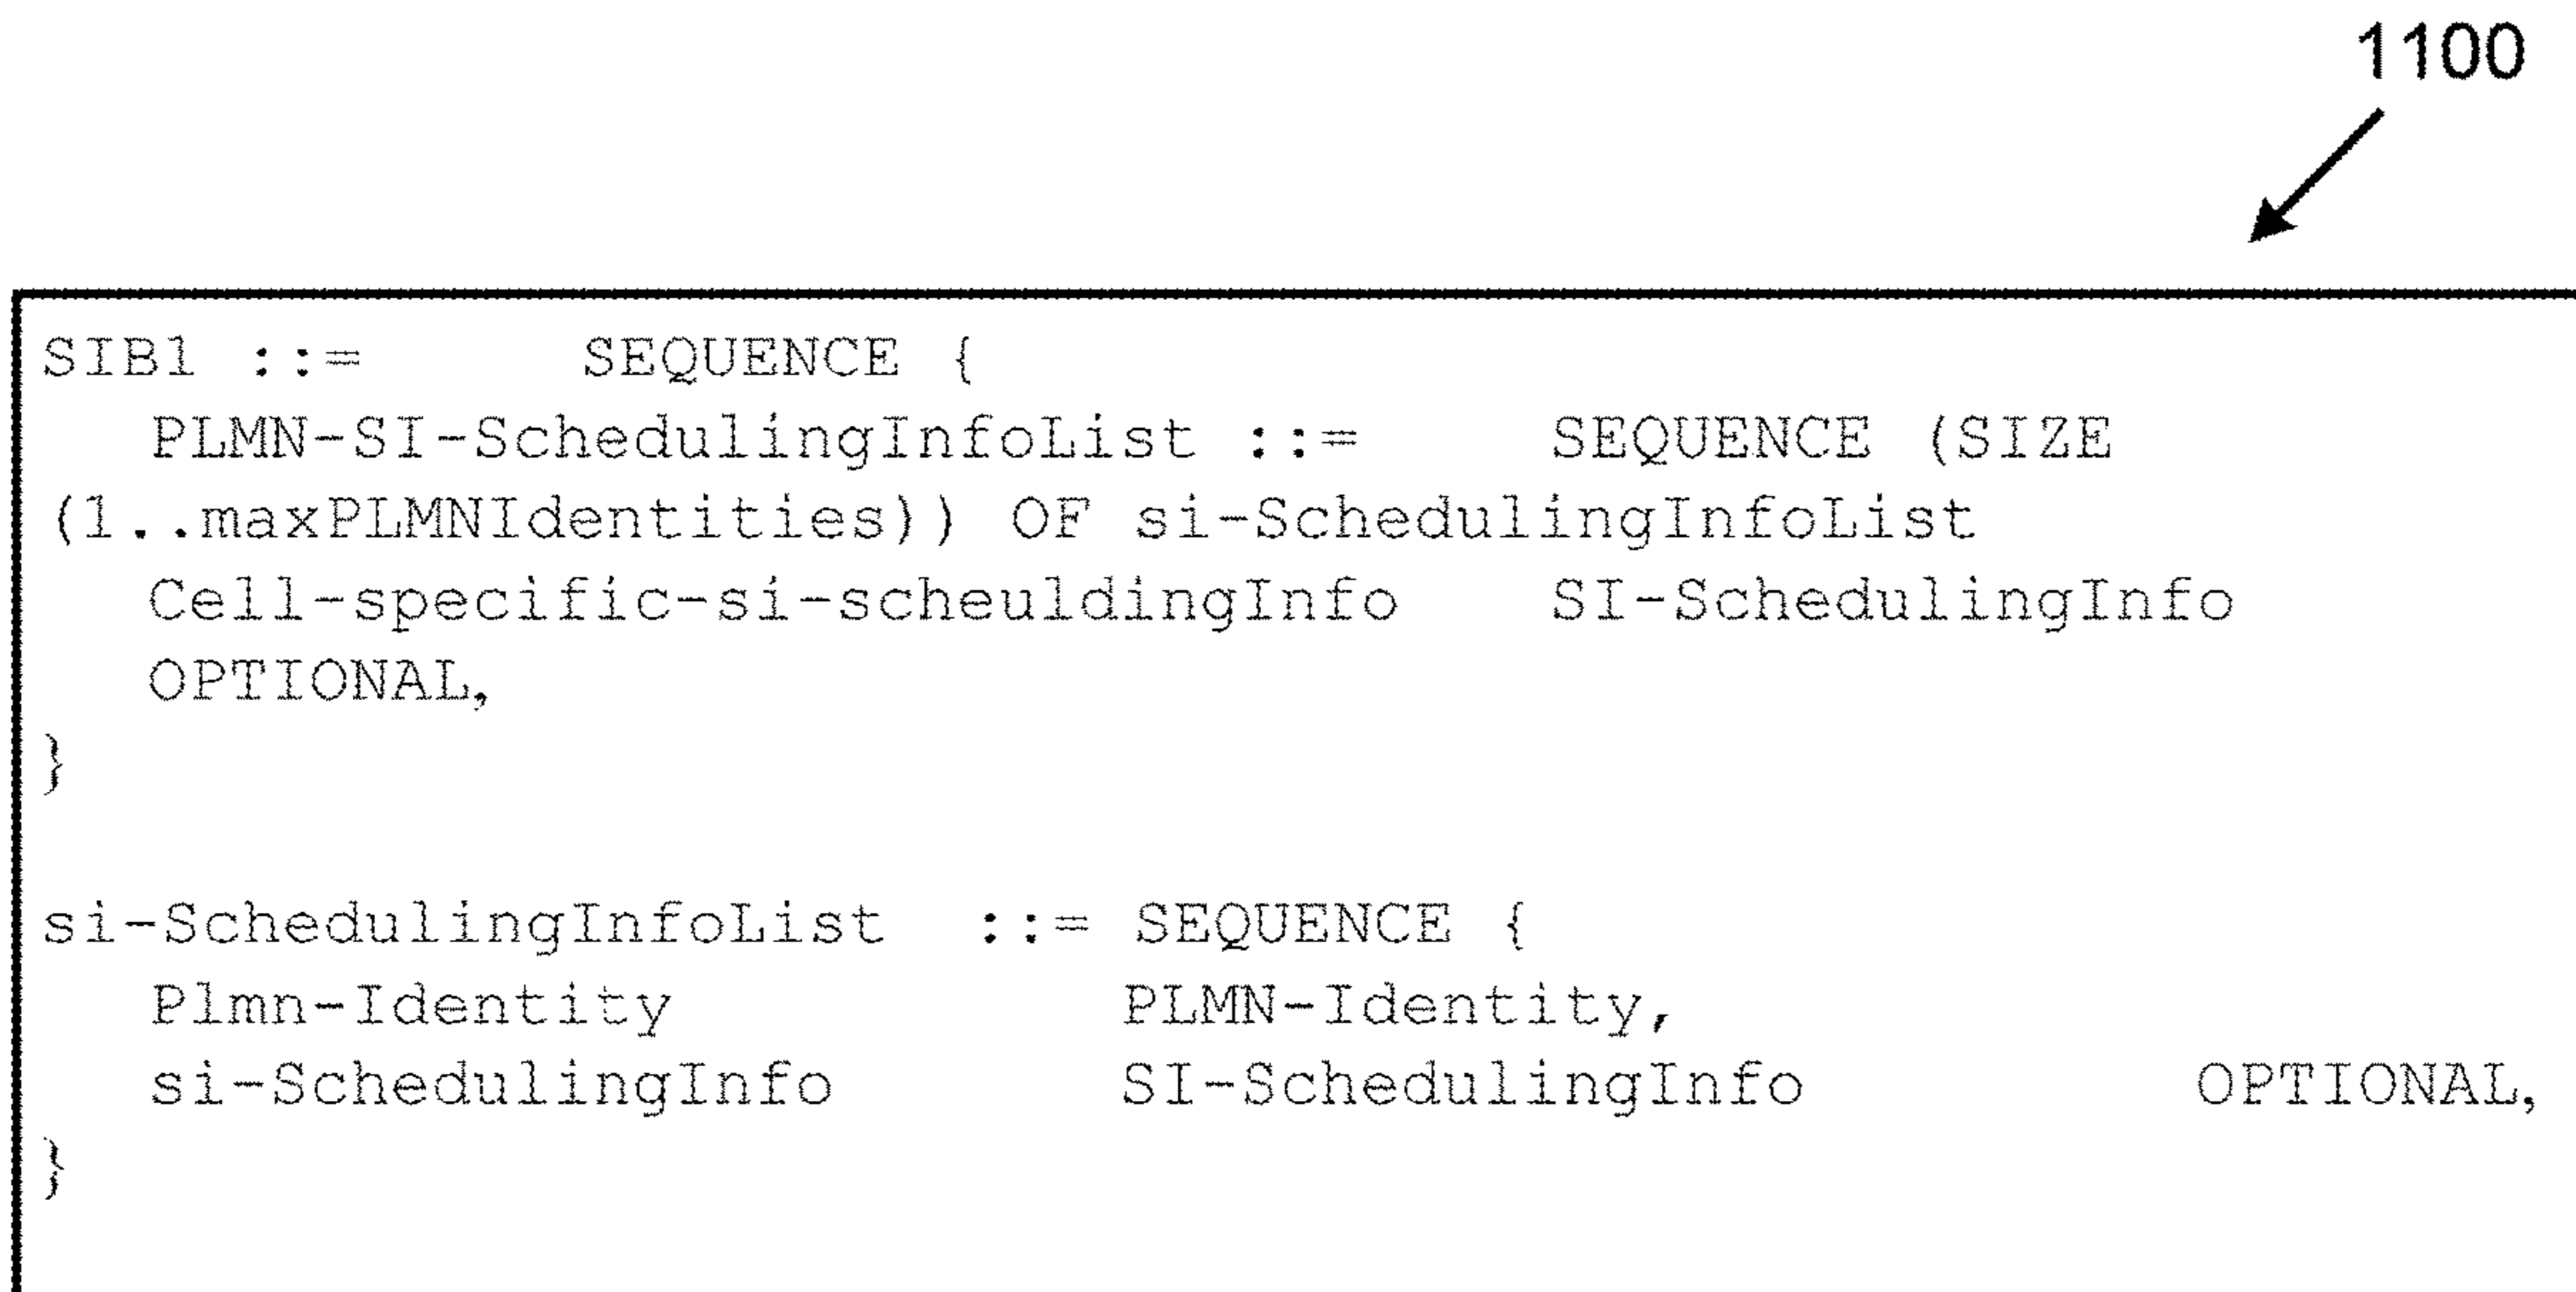 1100
SIB1 ::= SEQUENCE {
PLMN-SI-SchedulingInfoList ::= SEQUENCE (SIZE
(1..maxPLMNIdentities)) OF si-SchedulingInfoList
Cell-specific-si-scheuldingInfo SI-SchedulingInfo
OPTIONAL,
}
si-SchedulingInfoList ::= SEQUENCE {
Plmn-Identity PLMN-Identity,
si-SchedulingInfo SI-SchedulingInfo OPTIONAL,
}